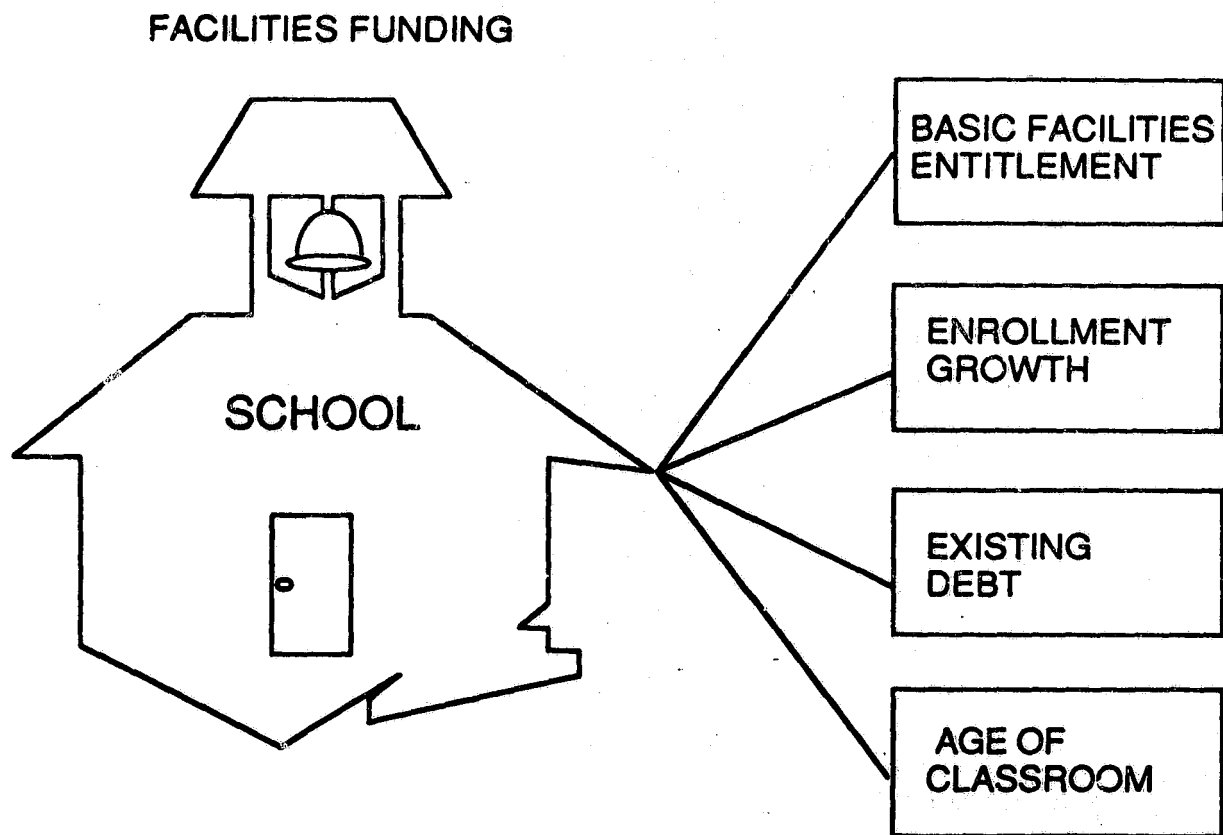 FACILITIES FUNDING
SCHOOL
BASIC FACILITIES
ENTITLEMENT
ENROLLMENT
GROWTH
EXISTING
DEBT
AGE OF
CLASSROOM